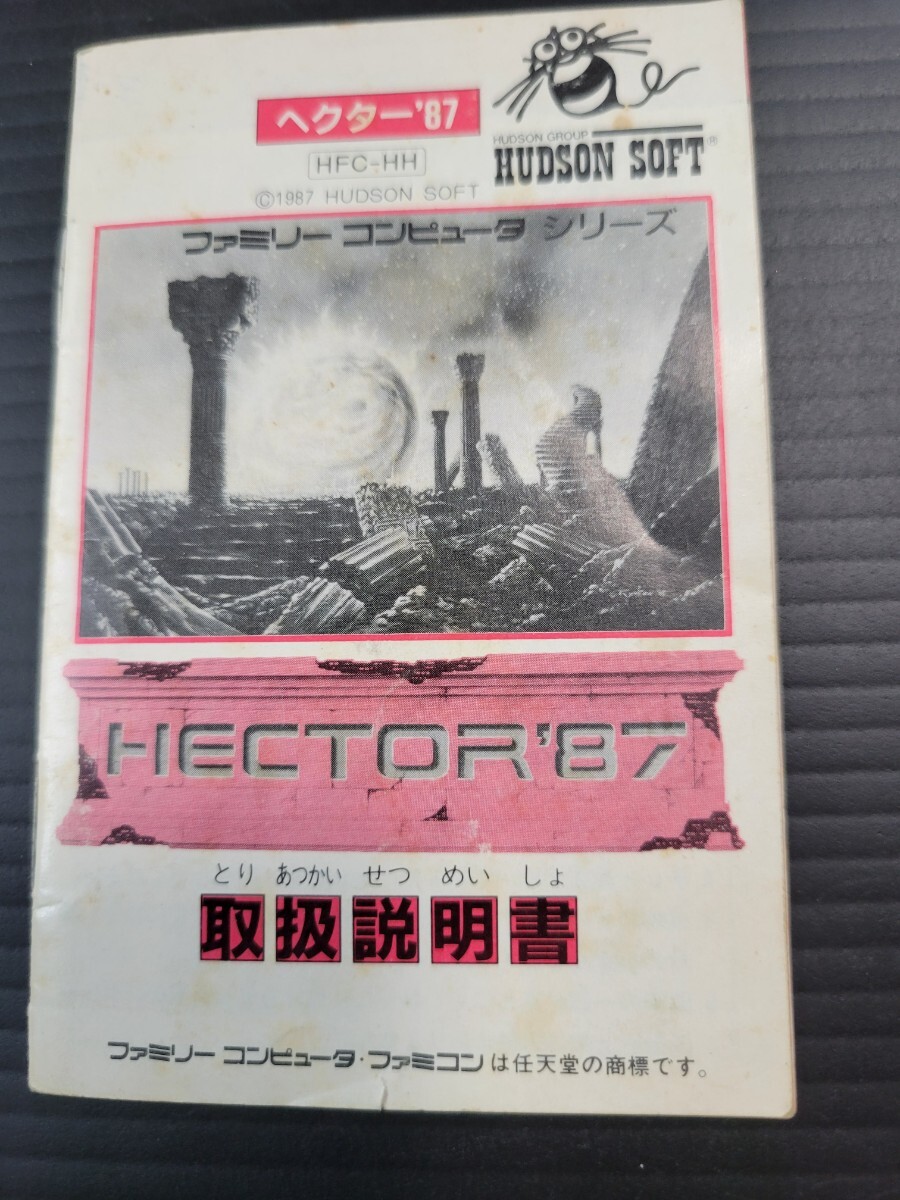 ヘクター'87
HFC-HH
©1987 HUDSON SOFT
HUDSON GROUP
HUDSON SOFT®
ファミリー コンピュータ シリーズ
HECTOR'87
とり あつかい せつ めい しょ
取扱説明書
ファミリー コンピュータ・ファミコンは任天堂の商標です。